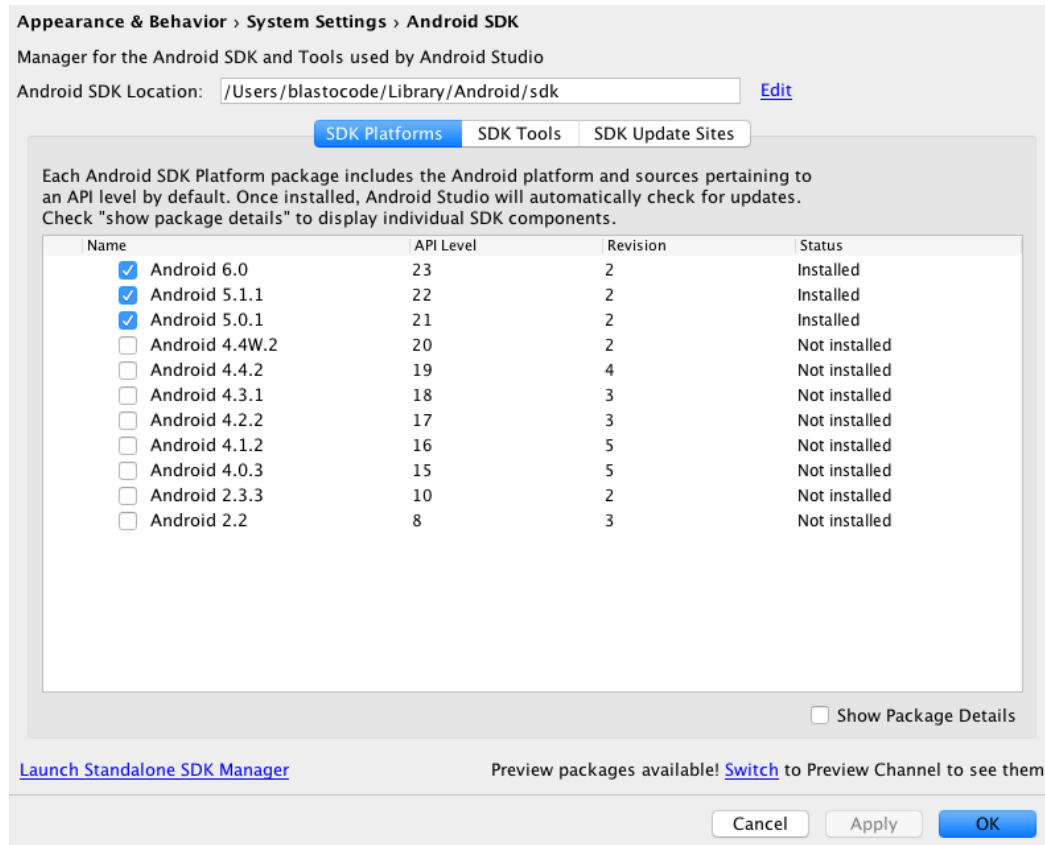 Appearance & Behavior › System Settings › Android SDK
Manager for the Android SDK and Tools used by Android Studio
Android SDK Location: /Users/blastocode/Library/Android/sdk Edit
SDK Platforms SDK Tools SDK Update Sites
Each Android SDK Platform package includes the Android platform and sources pertaining to
an API level by default. Once installed, Android Studio will automatically check for updates.
Check "show package details" to display individual SDK components.
Name API Level Revision Status
Android 6.0 23 2 Installed
Android 5.1.1 22 2 Installed
Android 5.0.1 21 2 Installed
Android 4.4W.2 20 2 Not installed
Android 4.4.2 19 4 Not installed
Android 4.3.1 18 3 Not installed
Android 4.2.2 17 3 Not installed
Android 4.1.2 16 5 Not installed
Android 4.0.3 15 5 Not installed
Android 2.3.3 10 2 Not installed
Android 2.2 8 3 Not installed
Show Package Details
Launch Standalone SDK Manager Preview packages available! Switch to Preview Channel to see them
Cancel Apply OK